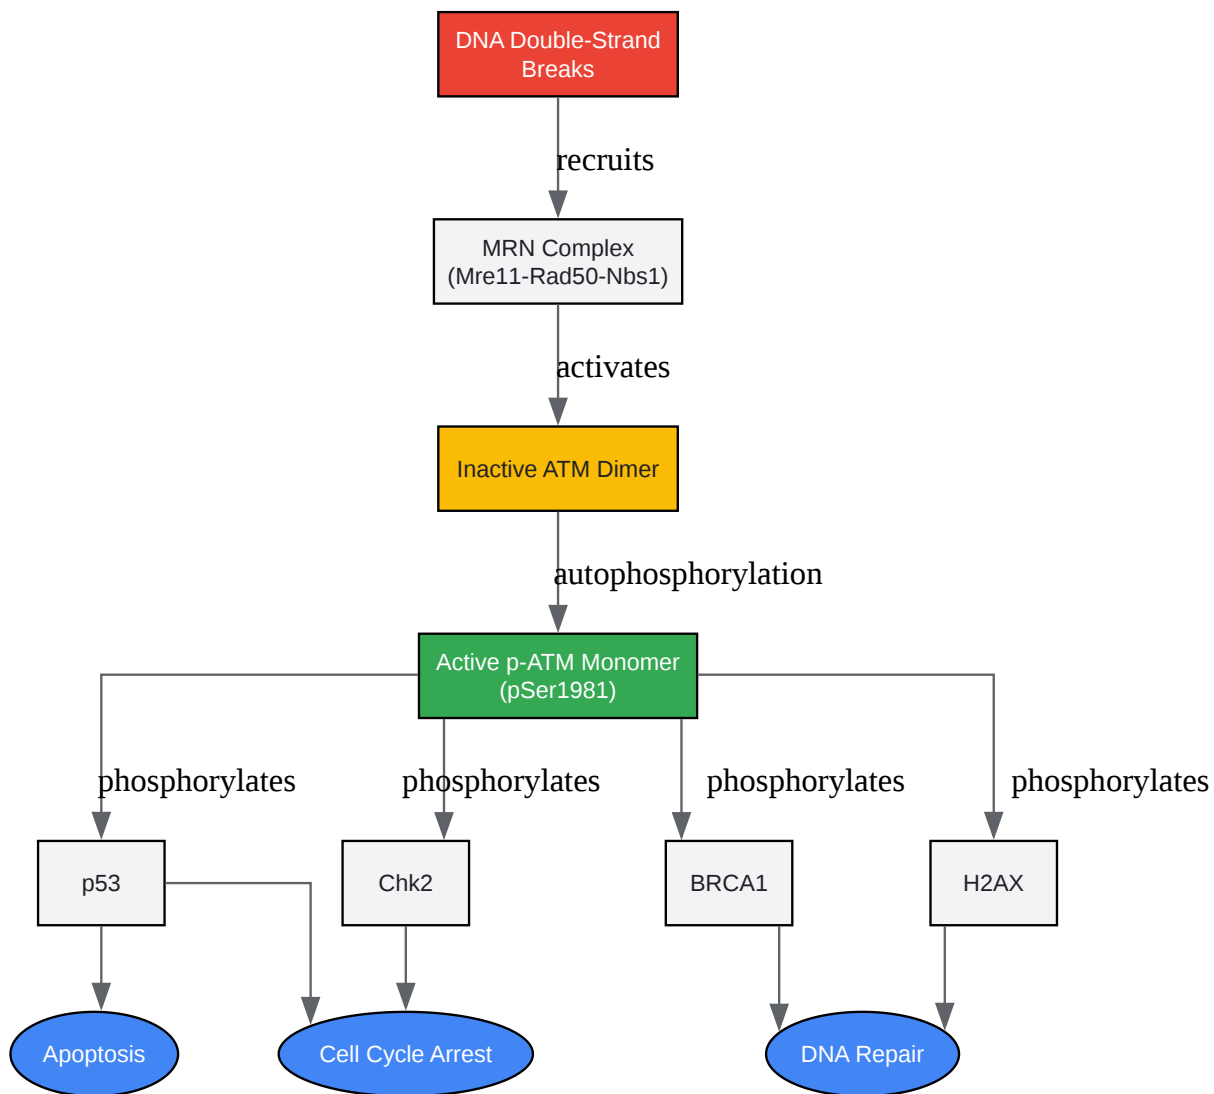 DNA Double-Strand
Breaks
recruits
MRN Complex
(Mre11-Rad50-Nbs1)
activates
Inactive ATM Dimer
autophosphorylation
Active p-ATM Monomer
(pSer1981)
phosphorylates
phosphorylates
phosphorylates
phosphorylates
p53
Chk2
BRCA1
H2AX
Apoptosis
Cell Cycle Arrest
DNA Repair